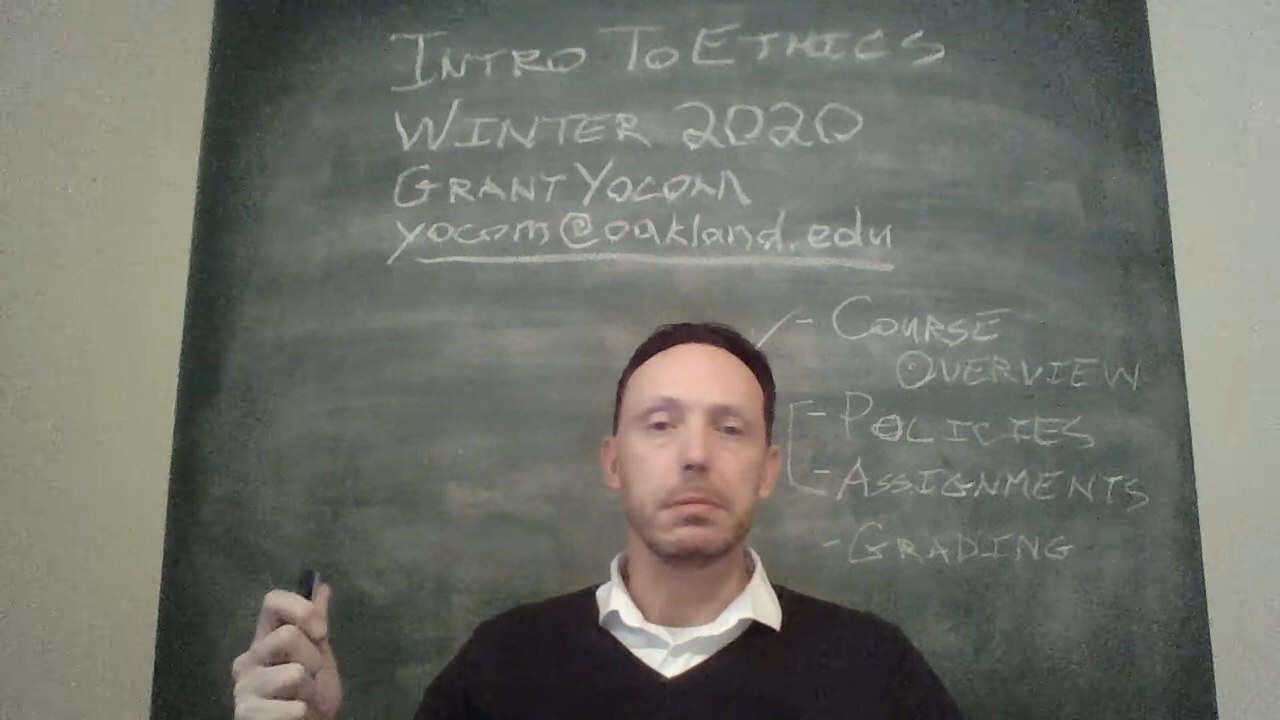 INTRO TO ETHICS
WINTER 2020
GRANT YOCOM
yocom@oakland.edu
✓ - COURSE
OVERVIEW
- POLICIES
- ASSIGNMENTS
- GRADING